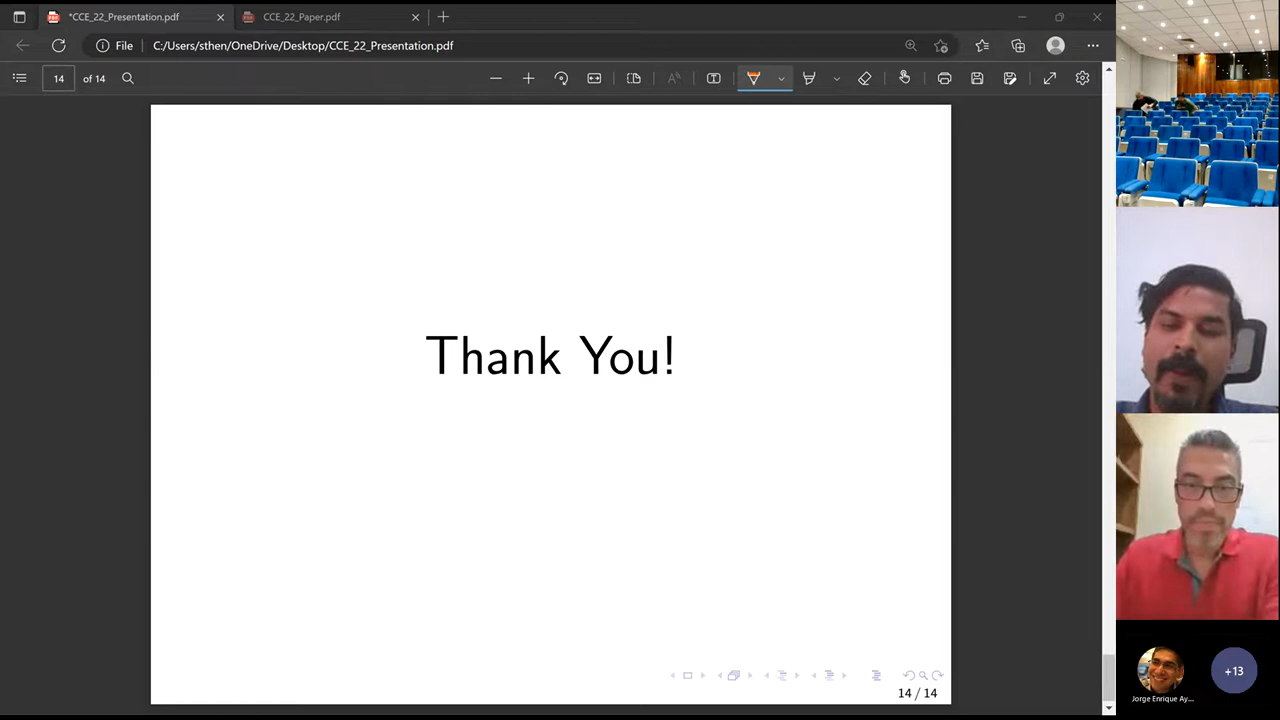 *CCE_22_Presentation.pdf
CCE_22_Paper.pdf
File
C:/Users/sthen/OneDrive/Desktop/CCE_22_Presentation.pdf
14 of 14
Thank You!
14 / 14
+13
Jorge Enrique Ay...